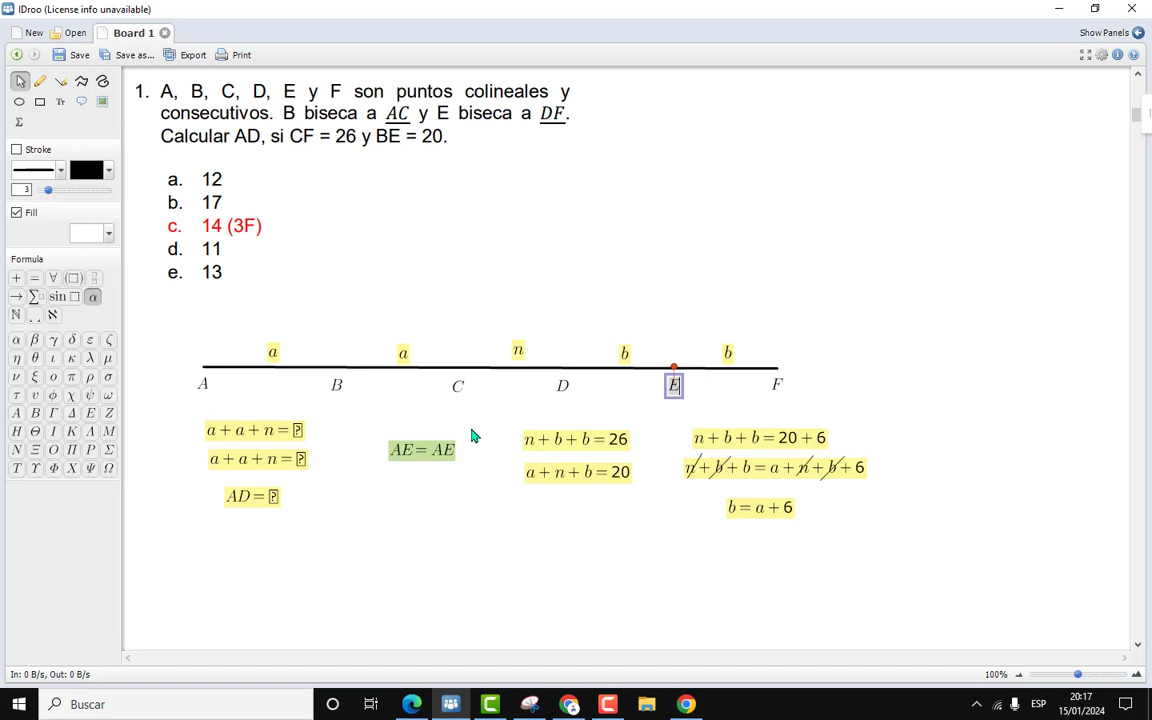 IDroo (License info unavailable)
New Open Board 1 Show Panels
Save Save as... Export Print
Tr
Σ
Stroke
3
Fill
Formula
+ = ∀ (□)
→ ∑ sin □ α
ℕ ℵ
α β γ δ ε ζ
η θ ι κ λ μ
ν ξ ο π ρ σ
τ υ φ χ ψ ω
A B Γ Δ E Z
H Θ I K Λ M
N Ξ O Π P Σ
T Υ Φ X Ψ Ω
1. A, B, C, D, E y F son puntos colineales y
consecutivos. B biseca a AC y E biseca a DF.
Calcular AD, si CF = 26 y BE = 20.
a. 12
b. 17
c. 14 (3F)
d. 11
e. 13
a a n b b
A B C D E F
a + a + n = ?
a + a + n = ?
AD = ?
AE = AE
n + b + b = 26
a + n + b = 20
n + b + b = 20 + 6
n + b + b = a + n + b + 6
b = a + 6
In: 0 B/s, Out: 0 B/s 100%
Buscar ESP 20:17
15/01/2024